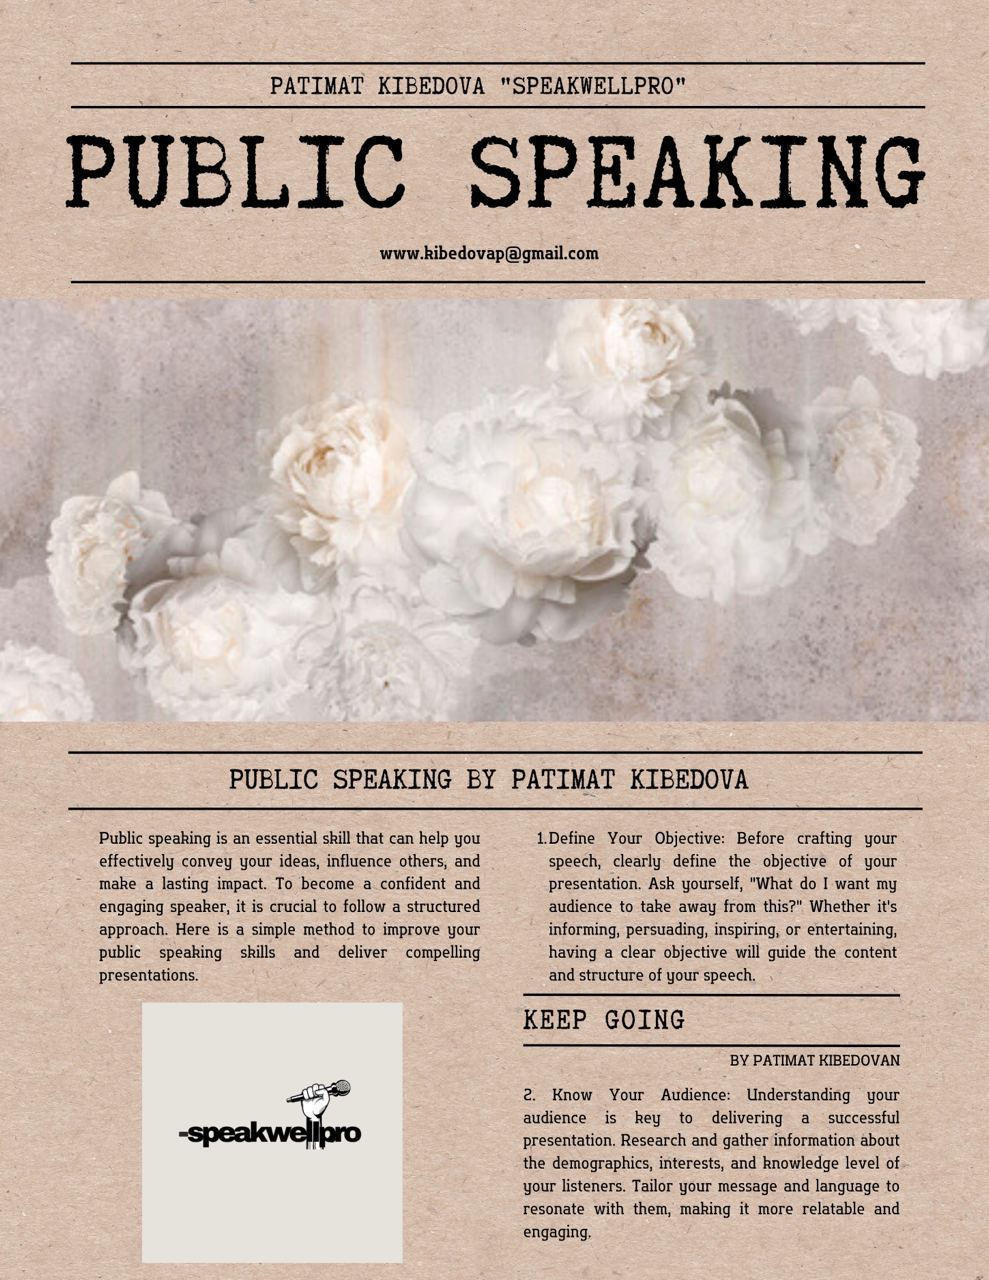 PATIMAT KIBEDOVA "SPEAKWELLPRO"
PUBLIC SPEAKING
www.kibedovap@gmail.com
PUBLIC SPEAKING BY PATIMAT KIBEDOVA
Public speaking is an essential skill that can help you
effectively convey your ideas, influence others, and
make a lasting impact. To become a confident and
engaging speaker, it is crucial to follow a structured
approach. Here is a simple method to improve your
public speaking skills and deliver compelling
presentations.
-speakwellpro
1.Define Your Objective: Before crafting your
speech, clearly define the objective of your
presentation. Ask yourself, "What do I want my
audience to take away from this?" Whether it's
informing, persuading, inspiring, or entertaining,
having a clear objective will guide the content
and structure of your speech.
KEEP GOING
BY PATIMAT KIBEDOVAN
2. Know Your Audience: Understanding your
audience is key to delivering a successful
presentation. Research and gather information about
the demographics, interests, and knowledge level of
your listeners. Tailor your message and language to
resonate with them, making it more relatable and
engaging.